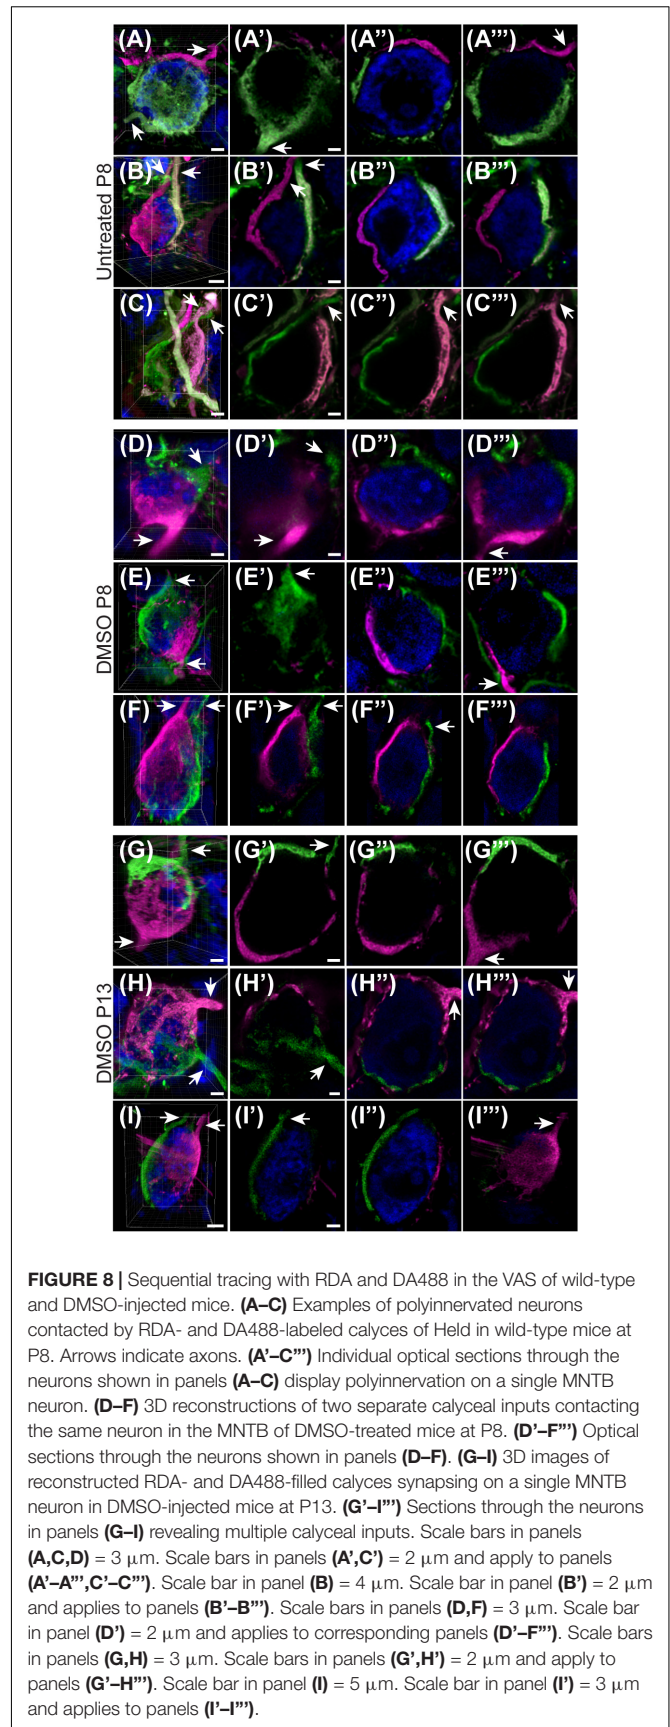 (A) (A') (A'') (A''')
(B) (B') (B'') (B''')
Untreated P8
(C) (C') (C'') (C''')
(D) (D') (D'') (D''')
(E) (E') (E'') (E''')
DMSO P8
(F) (F') (F'') (F''')
(G) (G') (G'') (G''')
(H) (H') (H'') (H''')
DMSO P13
(I) (I') (I'') (I''')
FIGURE 8 | Sequential tracing with RDA and DA488 in the VAS of wild-type
and DMSO-injected mice. (A–C) Examples of polyinnervated neurons
contacted by RDA- and DA488-labeled calyces of Held in wild-type mice at
P8. Arrows indicate axons. (A'–C''') Individual optical sections through the
neurons shown in panels (A–C) display polyinnervation on a single MNTB
neuron. (D–F) 3D reconstructions of two separate calyceal inputs contacting
the same neuron in the MNTB of DMSO-treated mice at P8. (D'–F''') Optical
sections through the neurons shown in panels (D–F). (G–I) 3D images of
reconstructed RDA- and DA488-filled calyces synapsing on a single MNTB
neuron in DMSO-injected mice at P13. (G'–I''') Sections through the neurons
in panels (G–I) revealing multiple calyceal inputs. Scale bars in panels
(A,C,D) = 3 μm. Scale bars in panels (A',C') = 2 μm and apply to panels
(A'–A''',C'–C'''). Scale bar in panel (B) = 4 μm. Scale bar in panel (B') = 2 μm
and applies to panels (B'–B'''). Scale bars in panels (D,F) = 3 μm. Scale bar
in panel (D') = 2 μm and applies to corresponding panels (D'–F'''). Scale bars
in panels (G,H) = 3 μm. Scale bars in panels (G',H') = 2 μm and apply to
panels (G'–H'''). Scale bar in panel (I) = 5 μm. Scale bar in panel (I') = 3 μm
and applies to panels (I'–I''').